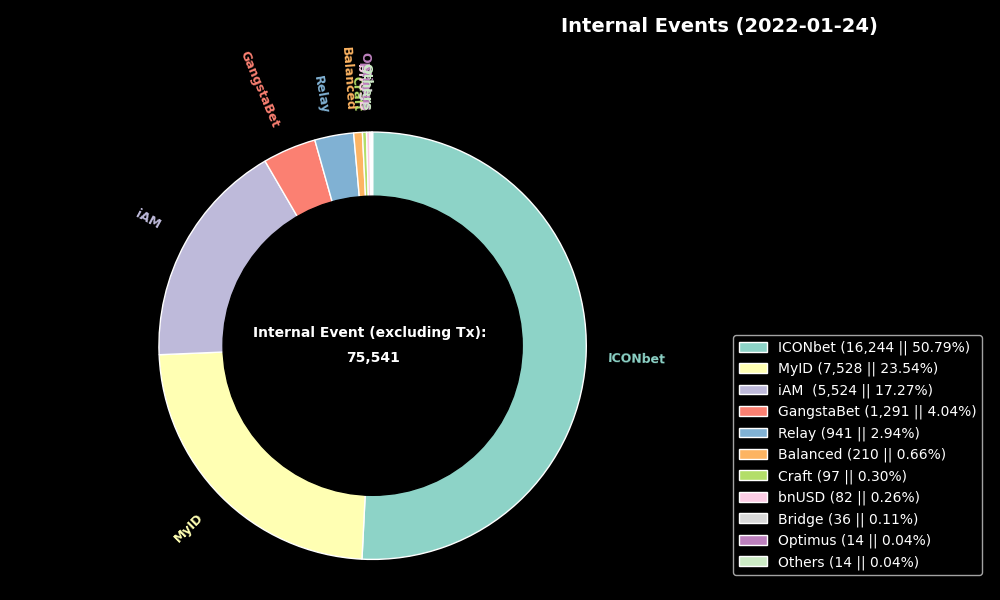 Internal Events (2022-01-24)
GangstaBet
Relay
Balanced
Craft
iAM
MyID
ICONbet
Internal Event (excluding Tx):
75,541
ICONbet (16,244 || 50.79%)
MyID (7,528 || 23.54%)
iAM  (5,524 || 17.27%)
GangstaBet (1,291 || 4.04%)
Relay (941 || 2.94%)
Balanced (210 || 0.66%)
Craft (97 || 0.30%)
bnUSD (82 || 0.26%)
Bridge (36 || 0.11%)
Optimus (14 || 0.04%)
Others (14 || 0.04%)